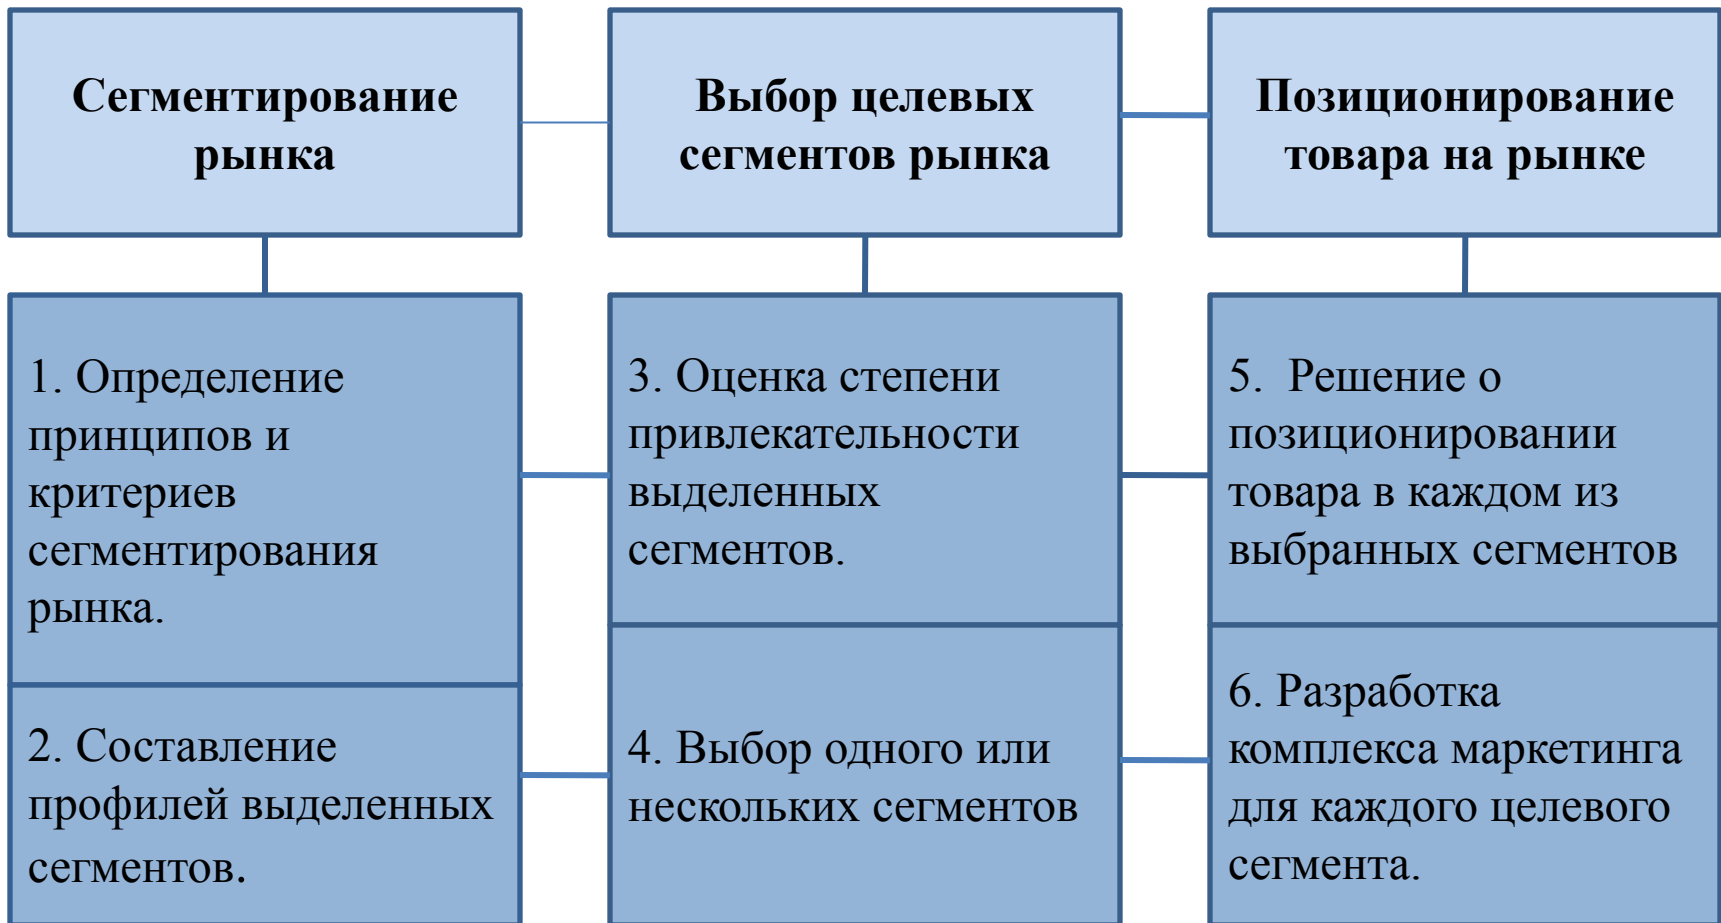 Сегментирование
рынка
Выбор целевых
сегментов рынка
Позиционирование
товара на рынке
1. Определение
принципов и
критериев
сегментирования
рынка.
2. Составление
профилей выделенных
сегментов.
3. Оценка степени
привлекательности
выделенных
сегментов.
4. Выбор одного или
нескольких сегментов
5.  Решение о
позиционировании
товара в каждом из
выбранных сегментов
6. Разработка
комплекса маркетинга
для каждого целевого
сегмента.